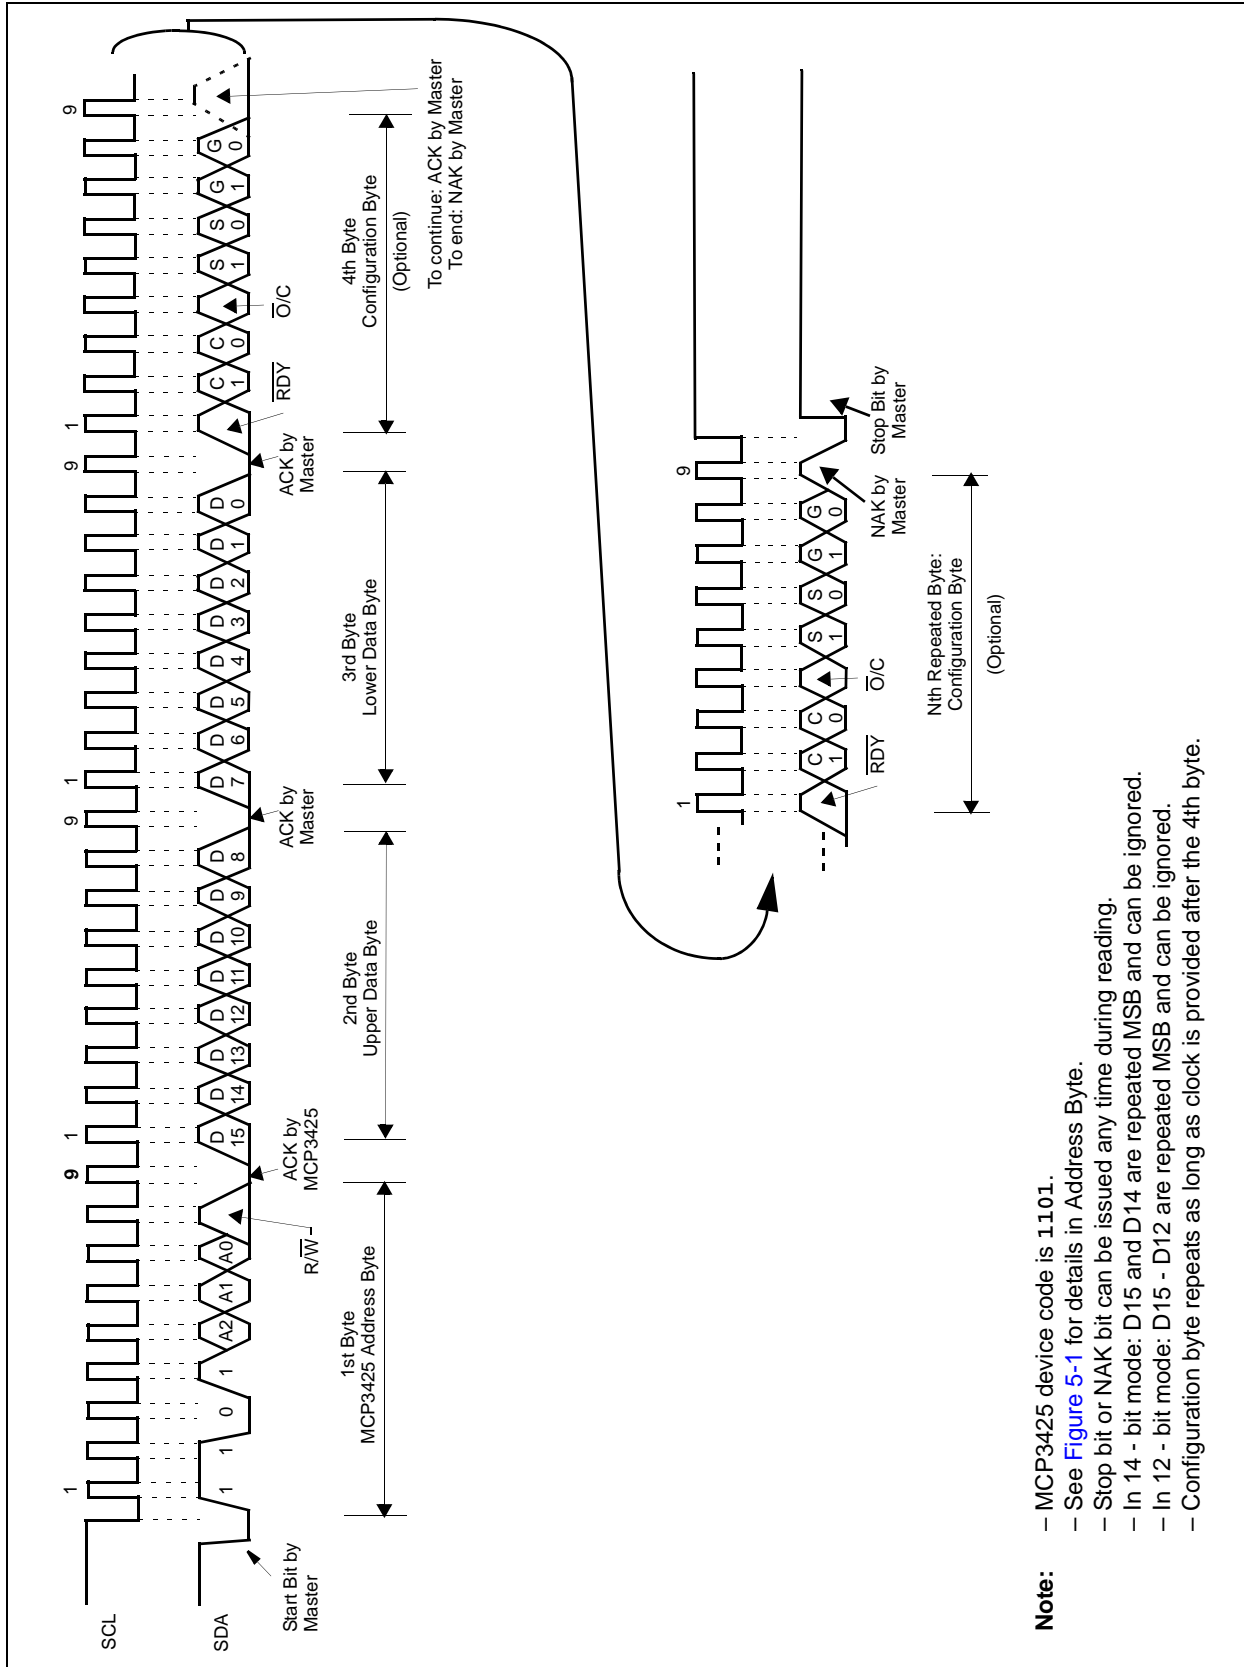 SCL
1
9
1
9
1
9
1
9
SDA
1
1
0
1
A2
A1
A0
D 15
D 14
D 13
D 12
D 11
D 10
D 9
D 8
D 7
D 6
D 5
D 4
D 3
D 2
D 1
D 0
C 1
C 0
S 1
S 0
G 1
G 0
Start Bit by
Master
R/W̅
ACK by
MCP3425
ACK by
Master
ACK by
Master
R̅D̅Y̅
O̅/C
1st Byte
MCP3425 Address Byte
2nd Byte
Upper Data Byte
3rd Byte
Lower Data Byte
4th Byte
Configuration Byte
(Optional)
To continue: ACK by Master
To end: NAK by Master
1
9
C 1
C 0
S 1
S 0
G 1
G 0
R̅D̅Y̅
O̅/C
NAK by
Master
Stop Bit by
Master
Nth Repeated Byte:
Configuration Byte
(Optional)
Note: – MCP3425 device code is 1101.
– See Figure 5-1 for details in Address Byte.
– Stop bit or NAK bit can be issued any time during reading.
– In 14 - bit mode: D15 and D14 are repeated MSB and can be ignored.
– In 12 - bit mode: D15 - D12 are repeated MSB and can be ignored.
– Configuration byte repeats as long as clock is provided after the 4th byte.